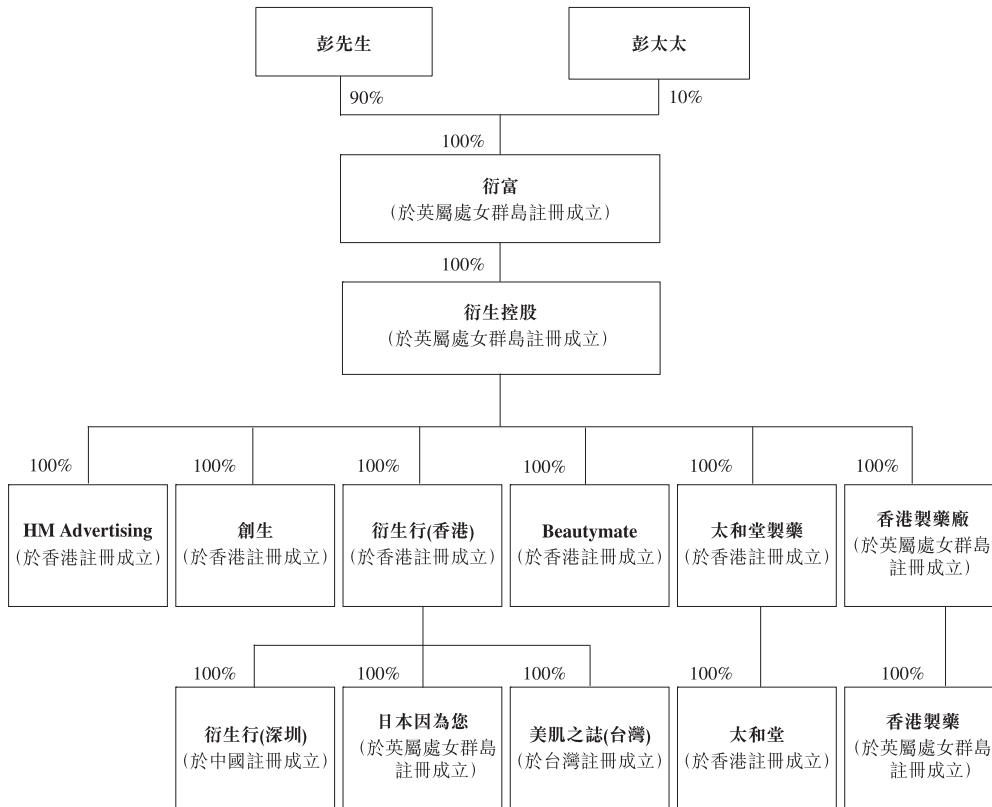 彭先生
彭太太
90%
10%
100%
衍富
(於英屬處女群島註冊成立)
100%
衍生控股
(於英屬處女群島註冊成立)
100%
100%
100%
100%
100%
100%
HM Advertising
(於香港註冊成立)
創生
(於香港註冊成立)
衍生行(香港)
(於香港註冊成立)
Beautymate
(於香港註冊成立)
太和堂製藥
(於香港註冊成立)
香港製藥廠
(於英屬處女群島
註冊成立)
100%
100%
100%
100%
100%
衍生行(深圳)
(於中國註冊成立)
日本因為您
(於英屬處女群島
註冊成立)
美肌之誌(台灣)
(於台灣註冊成立)
太和堂
(於香港註冊成立)
香港製藥
(於英屬處女群島
註冊成立)